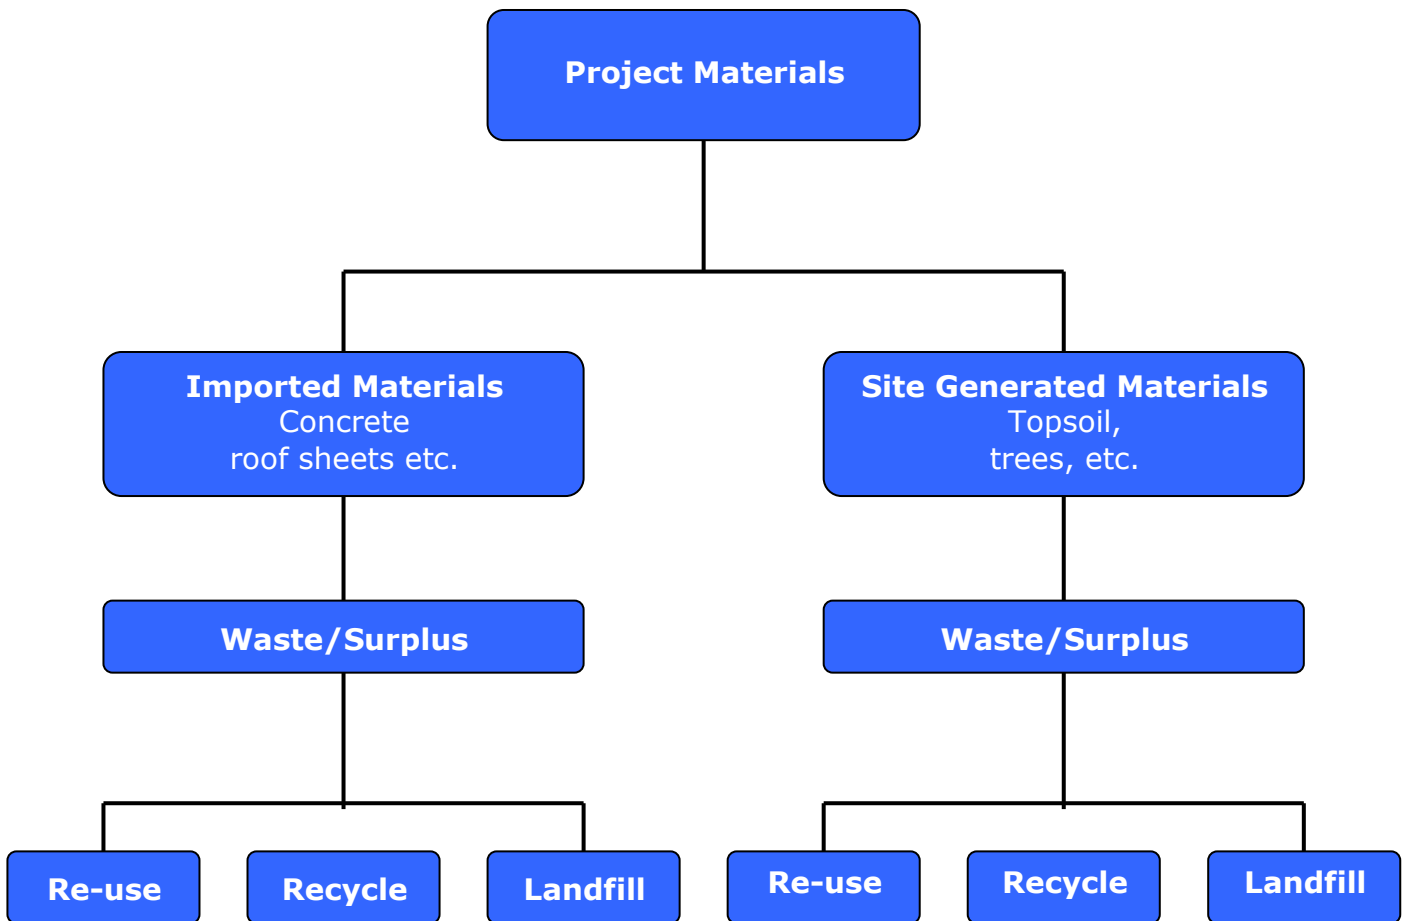 Project Materials
Imported Materials
Concrete
roof sheets etc.
Site Generated Materials
Topsoil,
trees, etc.
Waste/Surplus
Waste/Surplus
Re-use
Recycle
Landfill
Re-use
Recycle
Landfill